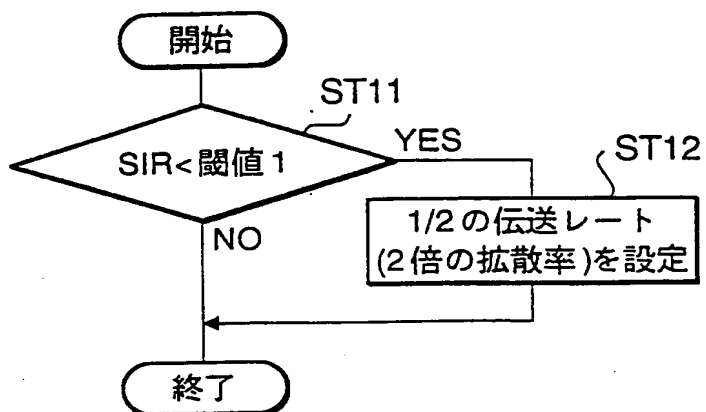 開始
ST11
SIR<閾値1
YES
ST12
1/2の伝送レート
(2倍の拡散率)を設定
NO
終了